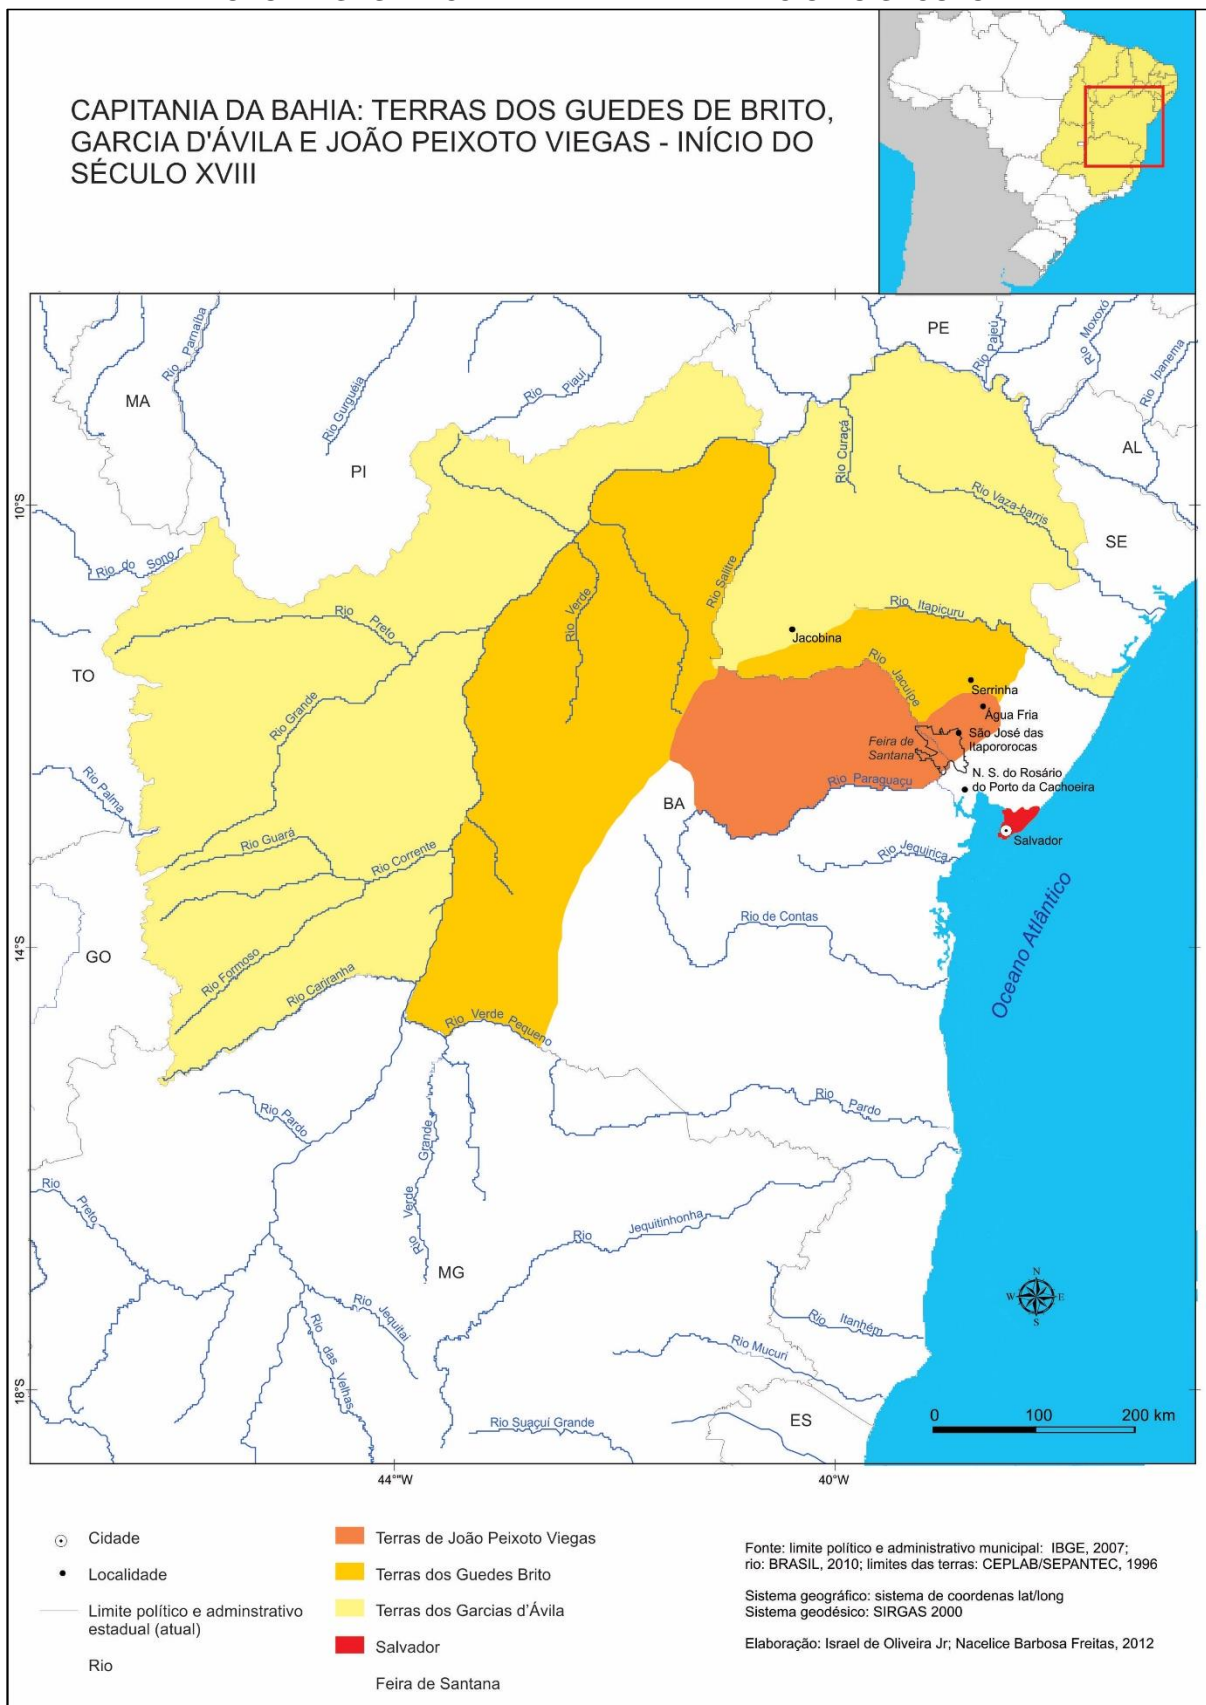 CAPITANIA DA BAHIA: TERRAS DOS GUEDES DE BRITO,
GARCIA D'ÁVILA E JOÃO PEIXOTO VIEGAS - INÍCIO DO
SÉCULO XVIII
PE
Rio Pajeú
Rio Moxoxó
Rio Ipanema
Rio Parnaíba
MA
Rio Gurguéia
Rio Piauí
PI
AL
Rio Curaçá
Rio Vaza-barris
10°S
SE
Rio do Sono
Rio Salitre
Rio Verde
Rio Preto
Rio Itapicuru
Jacobina
TO
Rio Jacuípe
Serrinha
Rio Grande
Água Fria
São José das
Itapororocas
Feira de
Santana
N. S. do Rosário
do Porto da Cachoeira
Rio Paraguaçu
Rio Palma
BA
Salvador
Rio Guará
Rio Corrente
Rio Jequiriça
Rio de Contas
Oceano Atlântico
14°S
GO
Rio Formoso
Rio Cariranha
Rio Verde Pequeno
Rio Pardo
Rio Pardo
Rio Verde Grande
Rio Preto
Rio Jequitinhonha
MG
N
W E
S
Rio Jequitaí
Rio das Velhas
Rio Itanhém
Rio Mucuri
18°S
Rio Suaçuí Grande
ES
0 100 200 km
44°W
40°W
Cidade
Localidade
Limite político e adminstrativo
estadual (atual)
Rio
Terras de João Peixoto Viegas
Terras dos Guedes Brito
Terras dos Garcias d'Ávila
Salvador
Feira de Santana
Fonte: limite político e administrativo municipal: IBGE, 2007;
rio: BRASIL, 2010; limites das terras: CEPLAB/SEPANTEC, 1996
Sistema geográfico: sistema de coordenas lat/long
Sistema geodésico: SIRGAS 2000
Elaboração: Israel de Oliveira Jr; Nacelice Barbosa Freitas, 2012